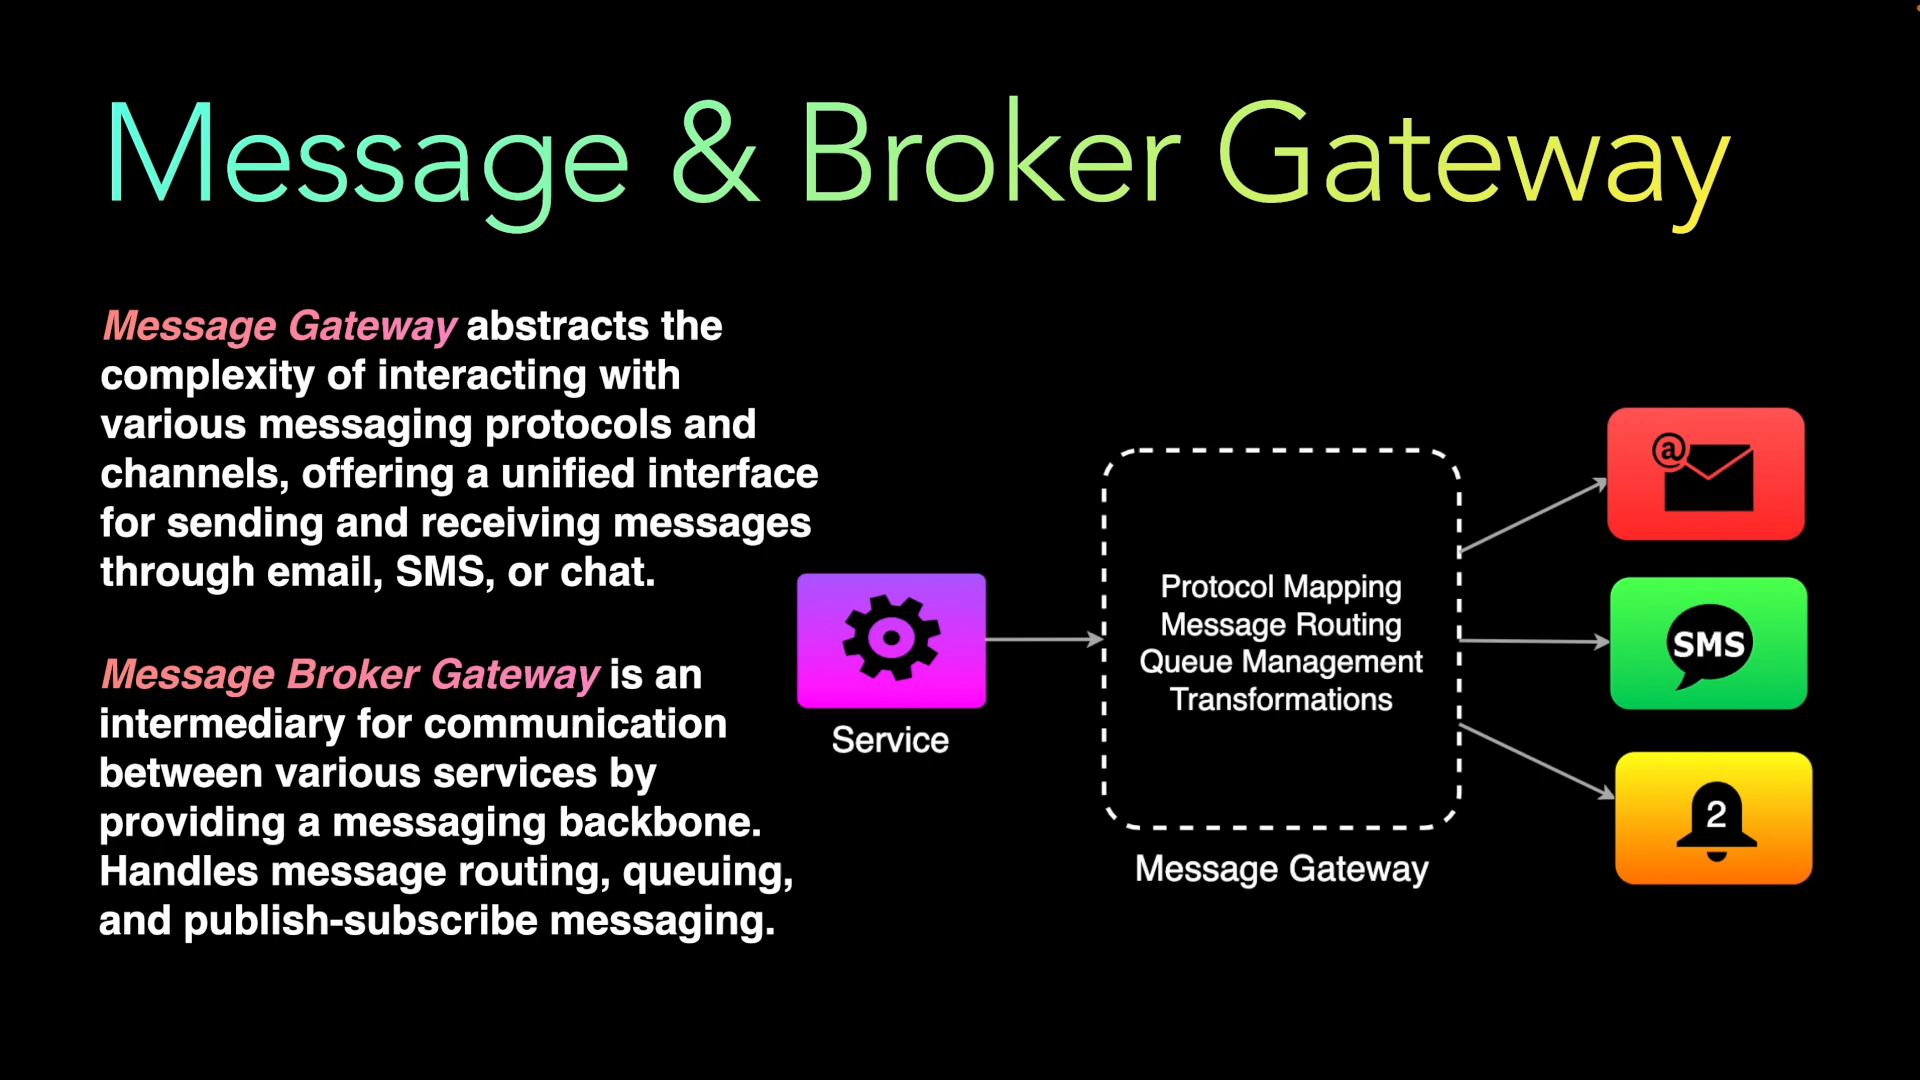 Message & Broker Gateway
Message Gateway abstracts the
complexity of interacting with
various messaging protocols and
channels, offering a unified interface
for sending and receiving messages
through email, SMS, or chat.
Message Broker Gateway is an
intermediary for communication
between various services by
providing a messaging backbone.
Handles message routing, queuing,
and publish-subscribe messaging.
Service
Protocol Mapping
Message Routing
Queue Management
Transformations
Message Gateway
@
SMS
2